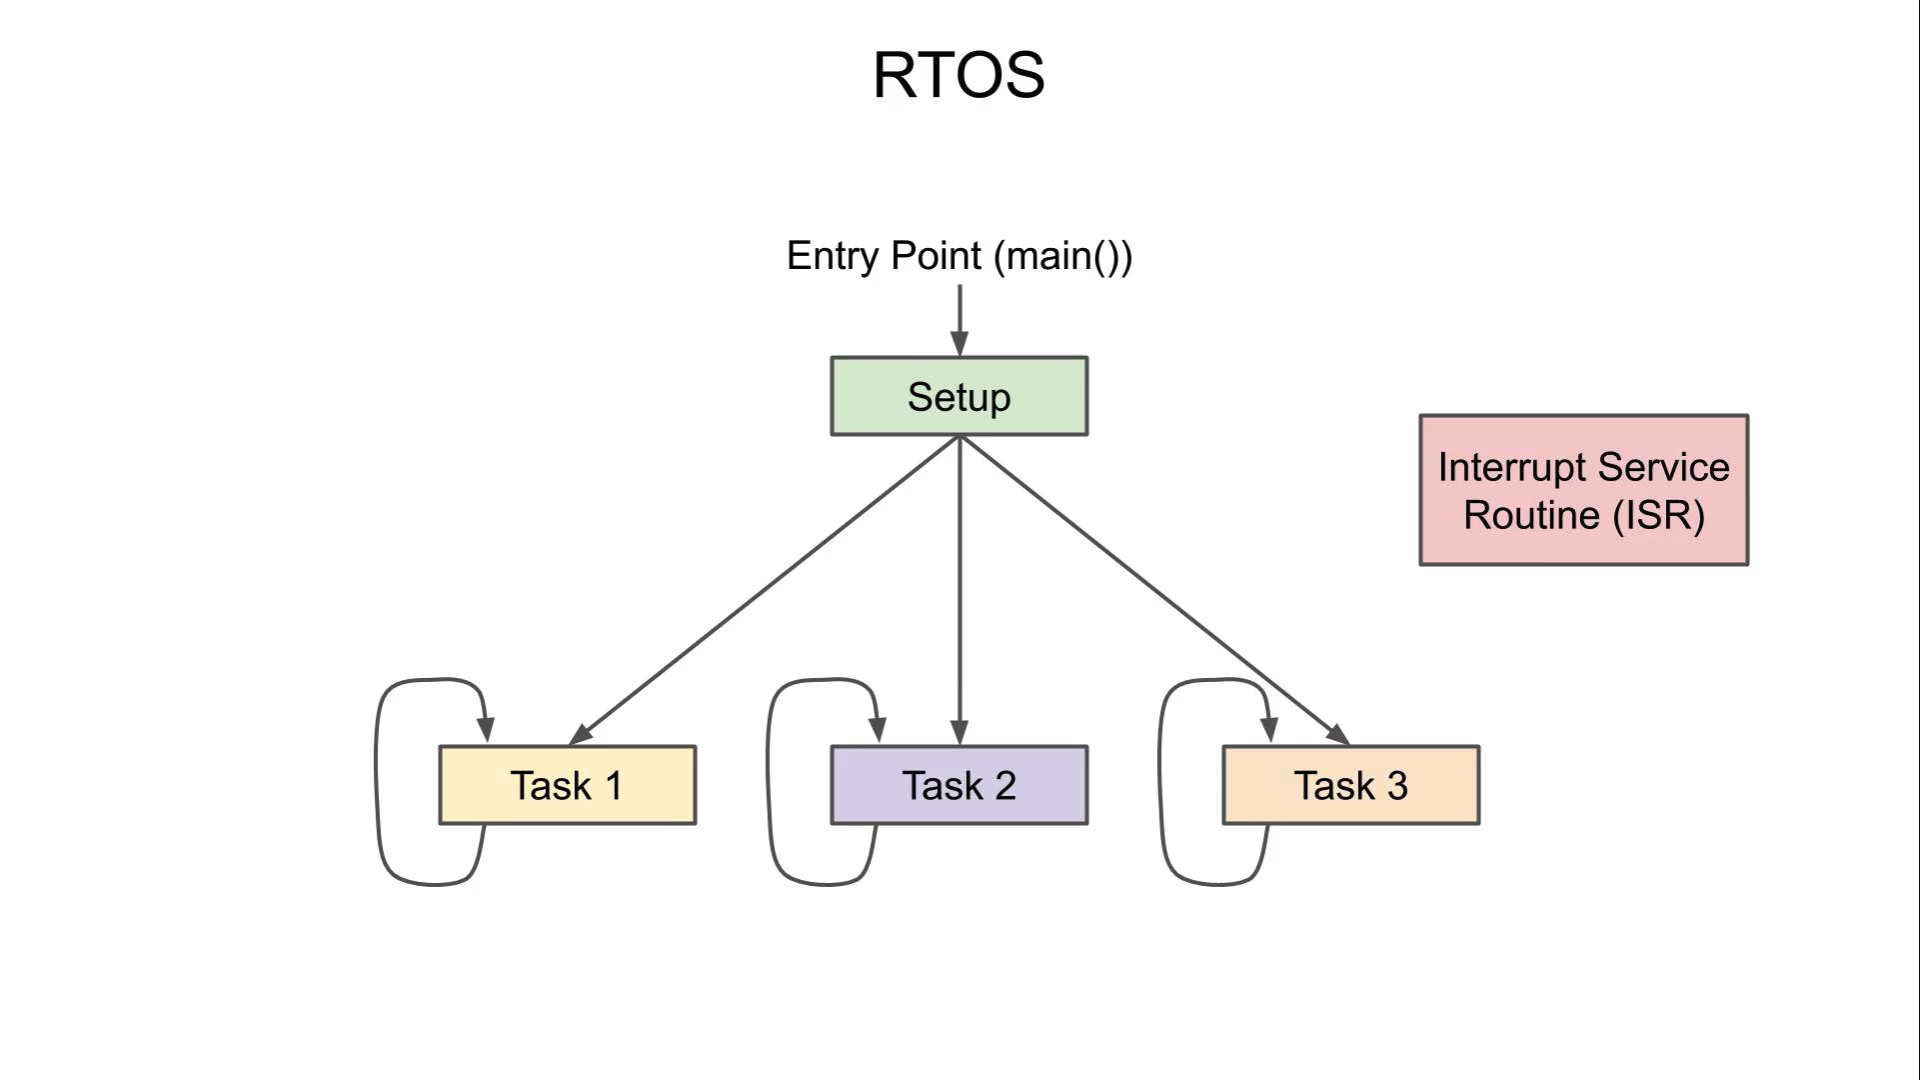 RTOS
Entry Point (main())
Setup
Interrupt Service
Routine (ISR)
Task 1
Task 2
Task 3